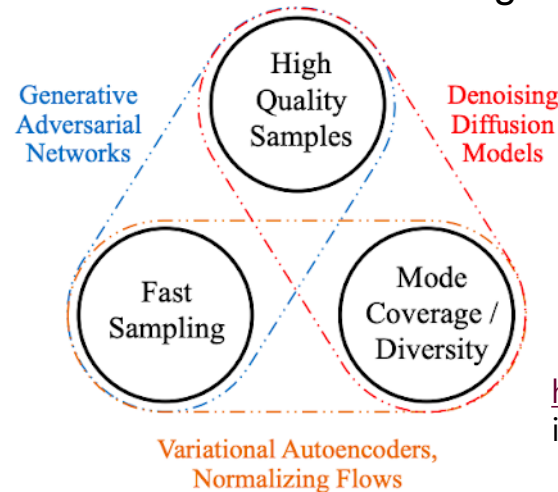 High
Quality
Samples
Generative
Adversarial
Networks
Denoising
Diffusion
Models
Fast
Sampling
Mode
Coverage /
Diversity
Variational Autoencoders,
Normalizing Flows